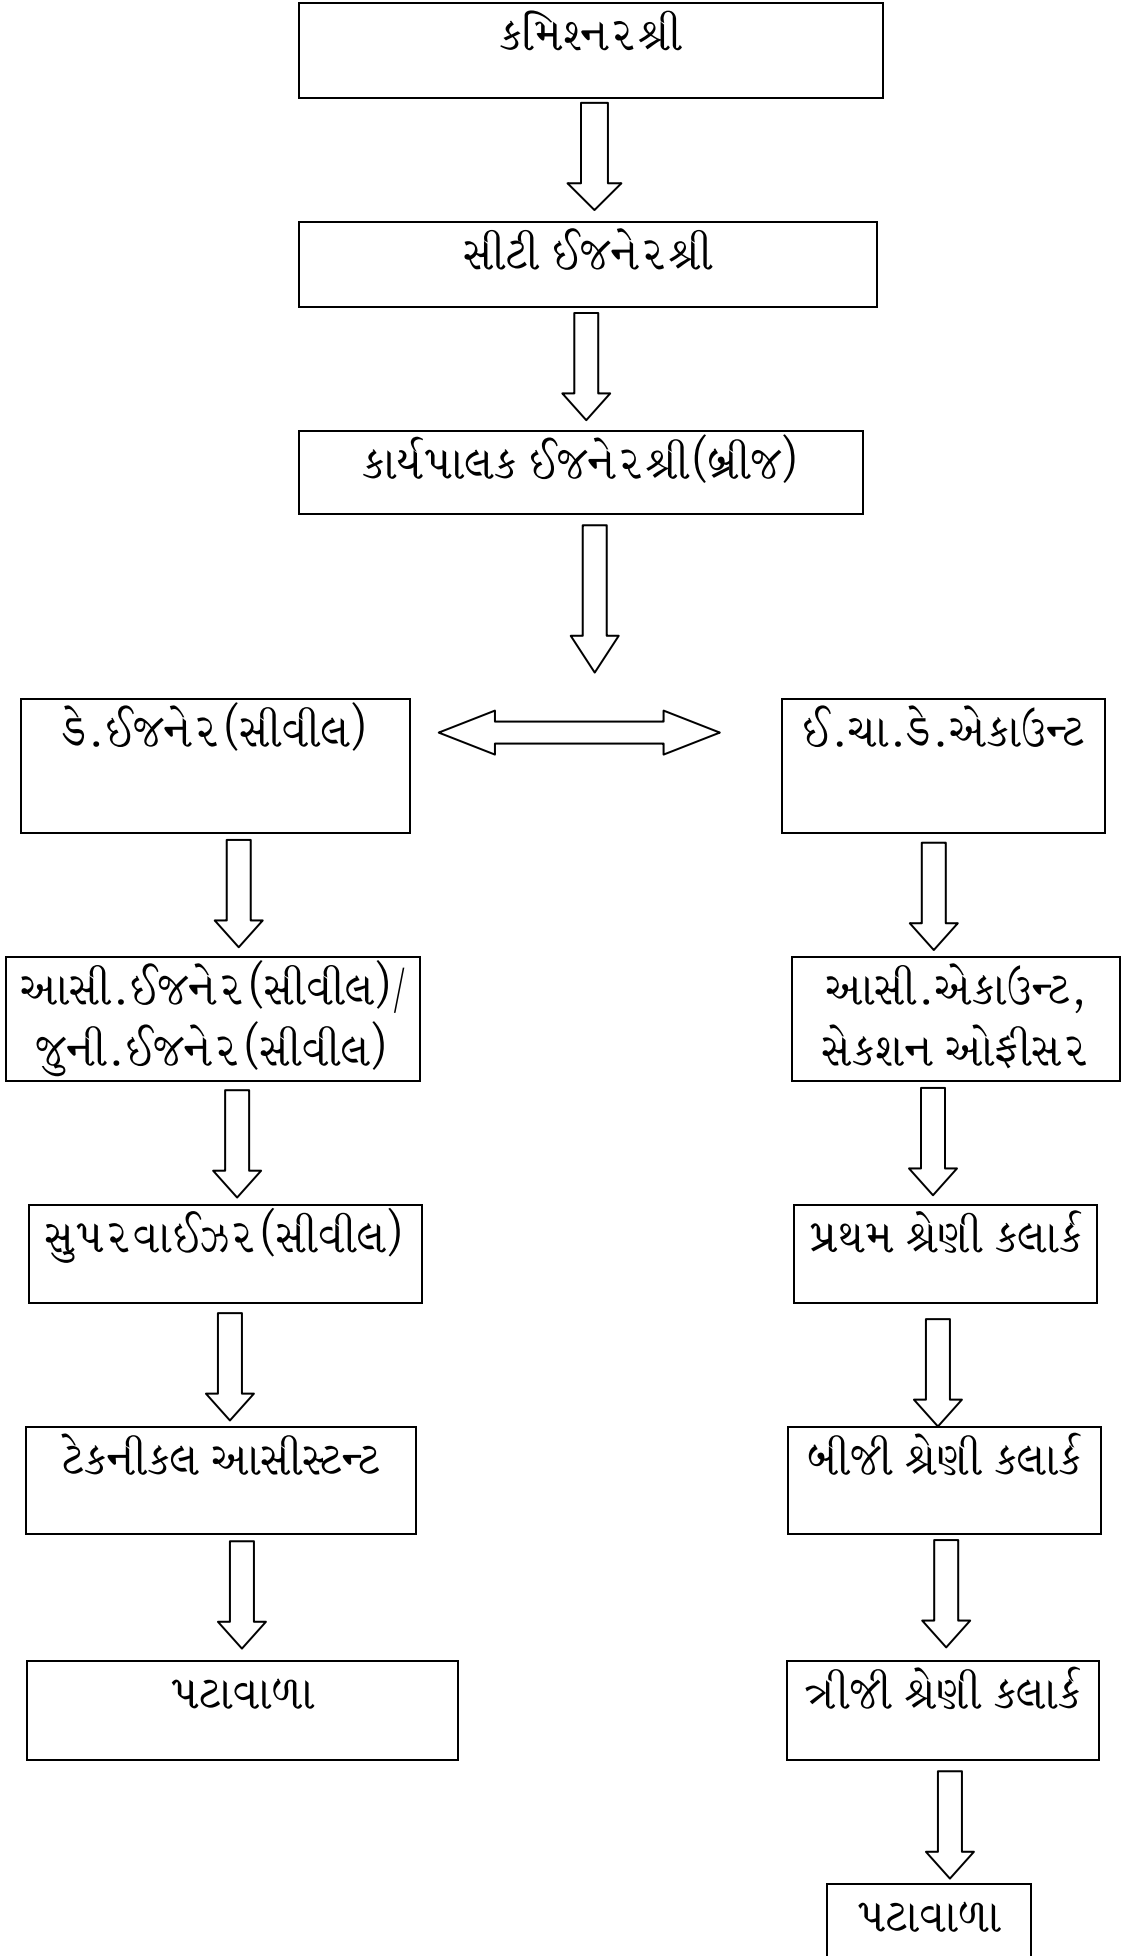 કમિશ્નરશ્રી
સીટી ઈજનેરશ્રી
કાર્યપાલક ઈજનેરશ્રી(બ્રીજ)
ડે.ઈજનેર(સીવીલ)
ઈ.ચા.ડે.એકાઉન્ટ
આસી.ઈજનેર(સીવીલ)/
જુની.ઈજનેર(સીવીલ)
આસી.એકાઉન્ટ,
સેકશન ઓફીસર
સુપરવાઈઝર(સીવીલ)
પ્રથમ શ્રેણી કલાર્ક
ટેકનીકલ આસીસ્ટન્ટ
બીજી શ્રેણી કલાર્ક
પટાવાળા
ત્રીજી શ્રેણી કલાર્ક
પટાવાળા